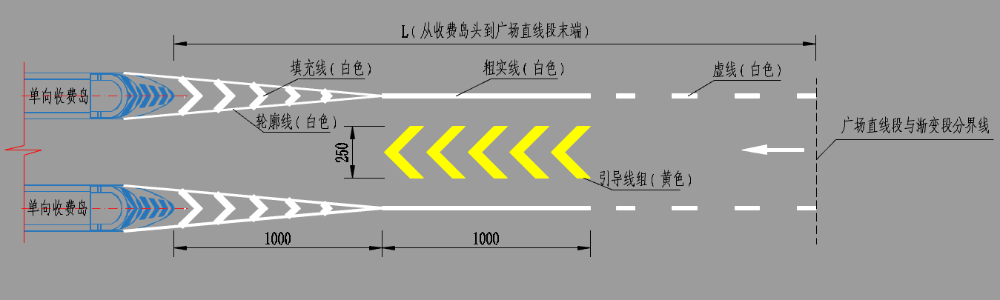 L(从收费岛头到广场直线段末端)
填充线(白色)
粗实线(白色)
虚线(白色)
单向收费岛
轮廓线(白色)
广场直线段与渐变段分界线
250
引导线组(黄色)
单向收费岛
1000
1000